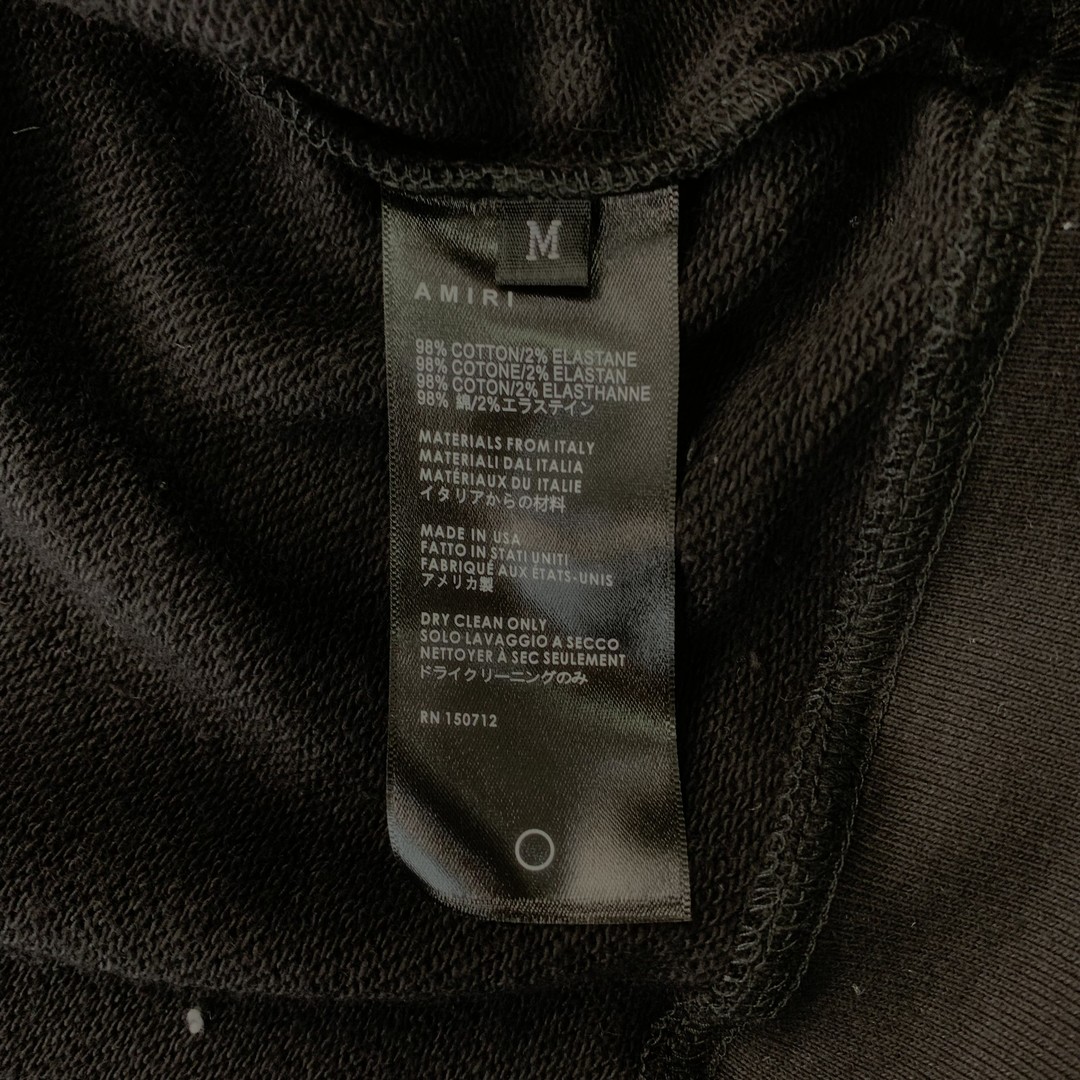 M
AMIRI
98% COTTON/2% ELASTANE
98% COTONE/2% ELASTAN
98% COTON/2% ELASTHANNE
98% 綿/2%エラステイン
MATERIALS FROM ITALY
MATERIALI DAL ITALIA
MATÉRIAUX DU ITALIE
イタリアからの材料
MADE IN USA
FATTO IN STATI UNITI
FABRIQUÉ AUX ÉTATS-UNIS
アメリカ製
DRY CLEAN ONLY
SOLO LAVAGGIO A SECCO
NETTOYER À SEC SEULEMENT
ドライクリーニングのみ
RN 150712